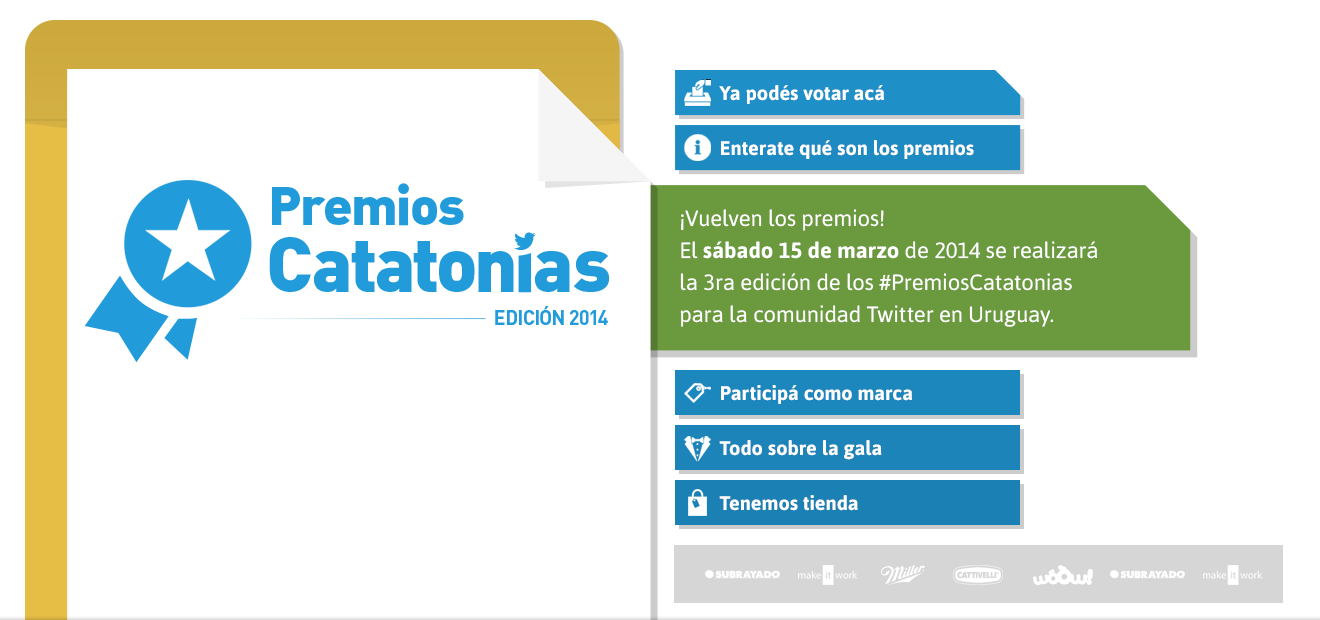 Premios
Catatonías
EDICIÓN 2014
Ya podés votar acá
Enterate qué son los premios
¡Vuelven los premios!
El sábado 15 de marzo de 2014 se realizará
la 3ra edición de los #PremiosCatatonias
para la comunidad Twitter en Uruguay.
Participá como marca
Todo sobre la gala
Tenemos tienda
SUBRAYADO make it work Miller CATTIVELLI woOw! SUBRAYADO make it work